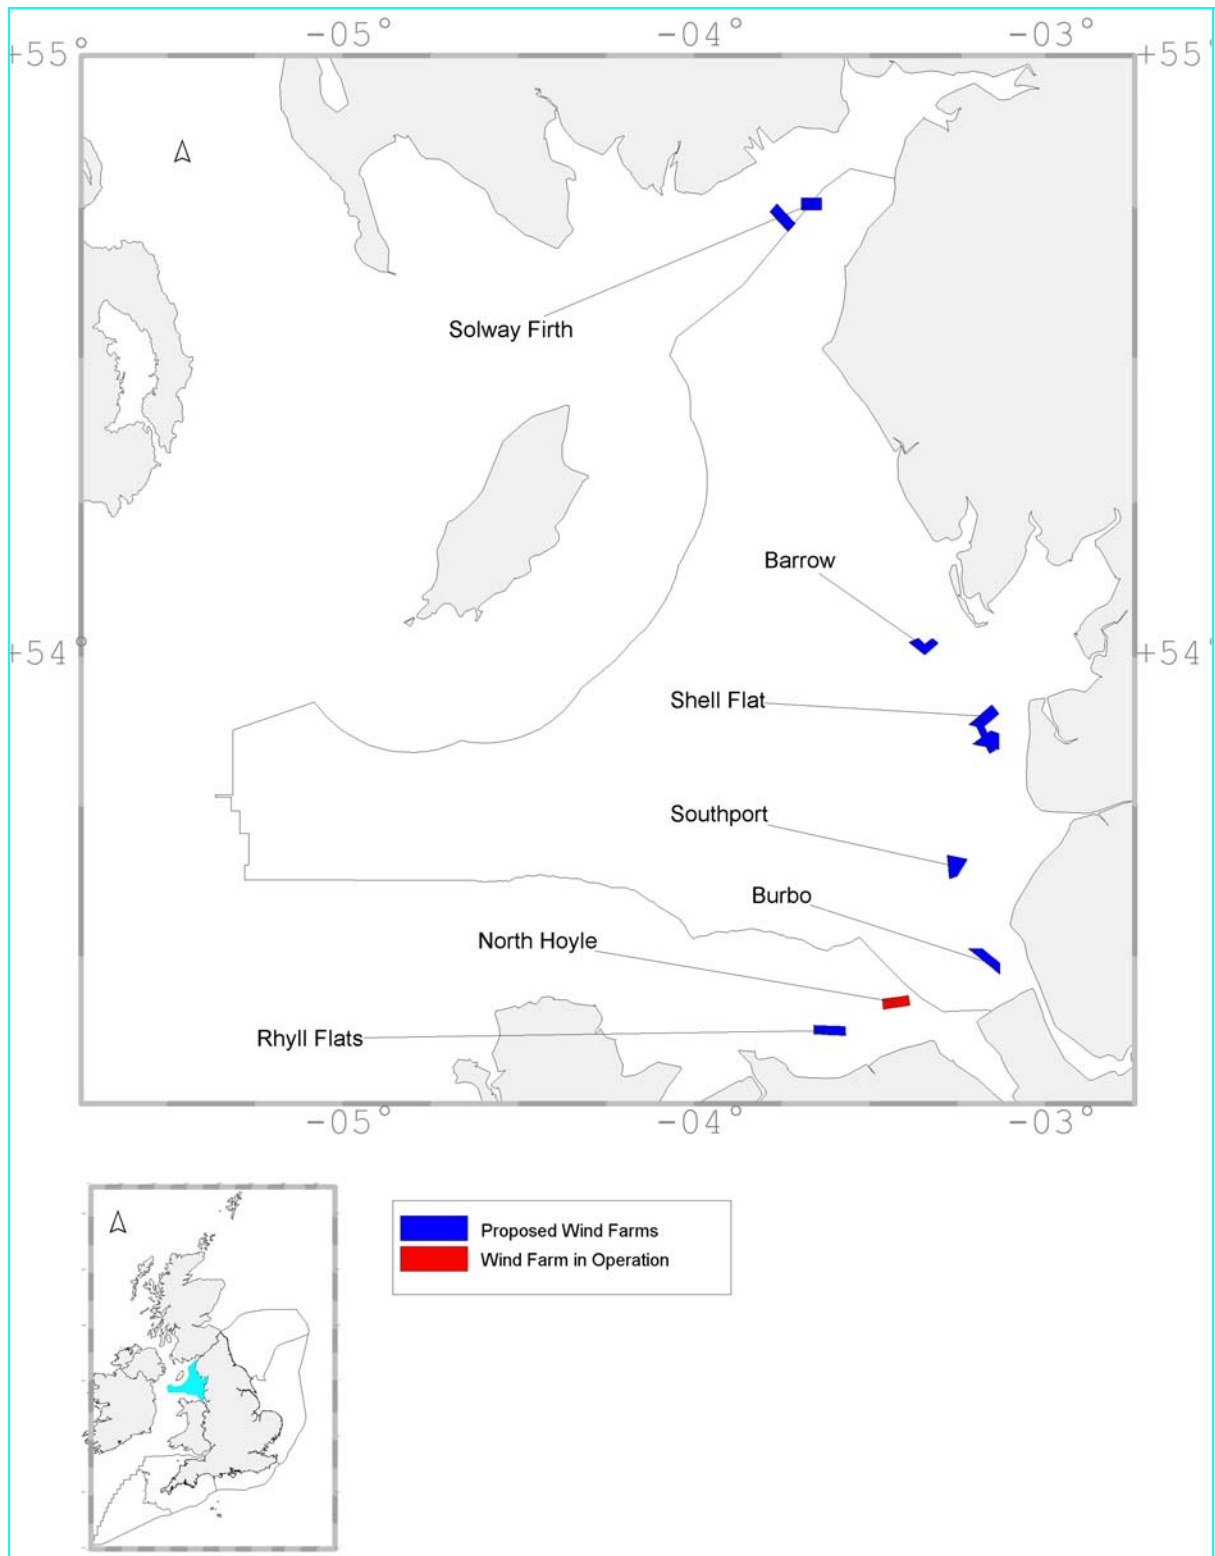 -05° -04° -03°
+55° +55°
Solway Firth
Barrow
+54° +54°
Shell Flat
Southport
Burbo
North Hoyle
Rhyll Flats
-05° -04° -03°
Proposed Wind Farms
Wind Farm in Operation